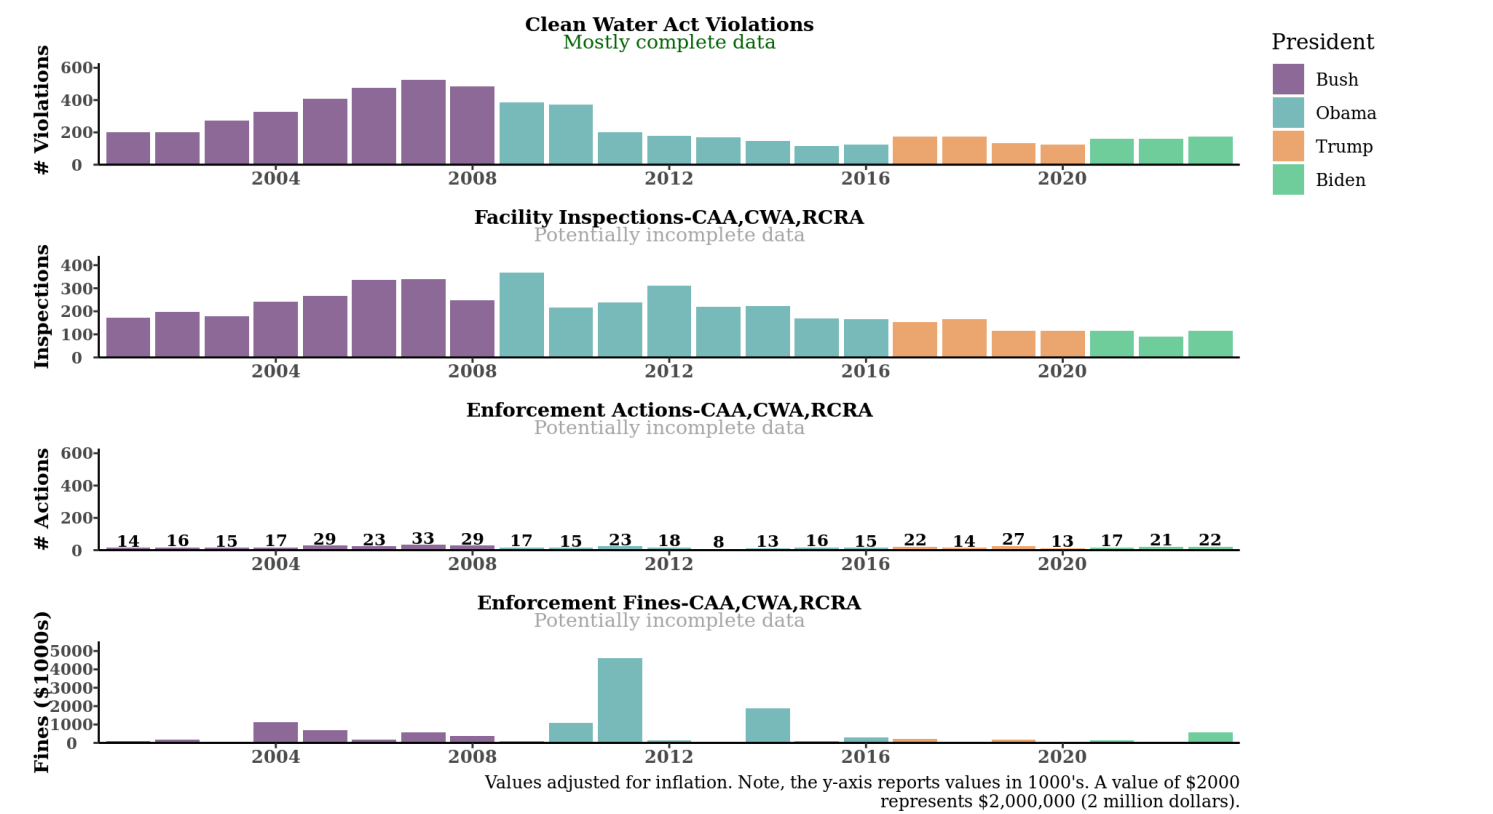 Clean Water Act Violations
Mostly complete data
# Violations
600
400
200
0
2004 2008 2012 2016 2020
President
Bush
Obama
Trump
Biden
Facility Inspections-CAA,CWA,RCRA
Potentially incomplete data
Inspections
400
300
200
100
0
2004 2008 2012 2016 2020
Enforcement Actions-CAA,CWA,RCRA
Potentially incomplete data
# Actions
600
400
200
0
14 16 15 17 29 23 33 29 17 15 23 18 8 13 16 15 22 14 27 13 17 21 22
2004 2008 2012 2016 2020
Enforcement Fines-CAA,CWA,RCRA
Potentially incomplete data
Fines ($1000s)
5000
4000
3000
2000
1000
0
2004 2008 2012 2016 2020
Values adjusted for inflation. Note, the y-axis reports values in 1000's. A value of $2000
represents $2,000,000 (2 million dollars).